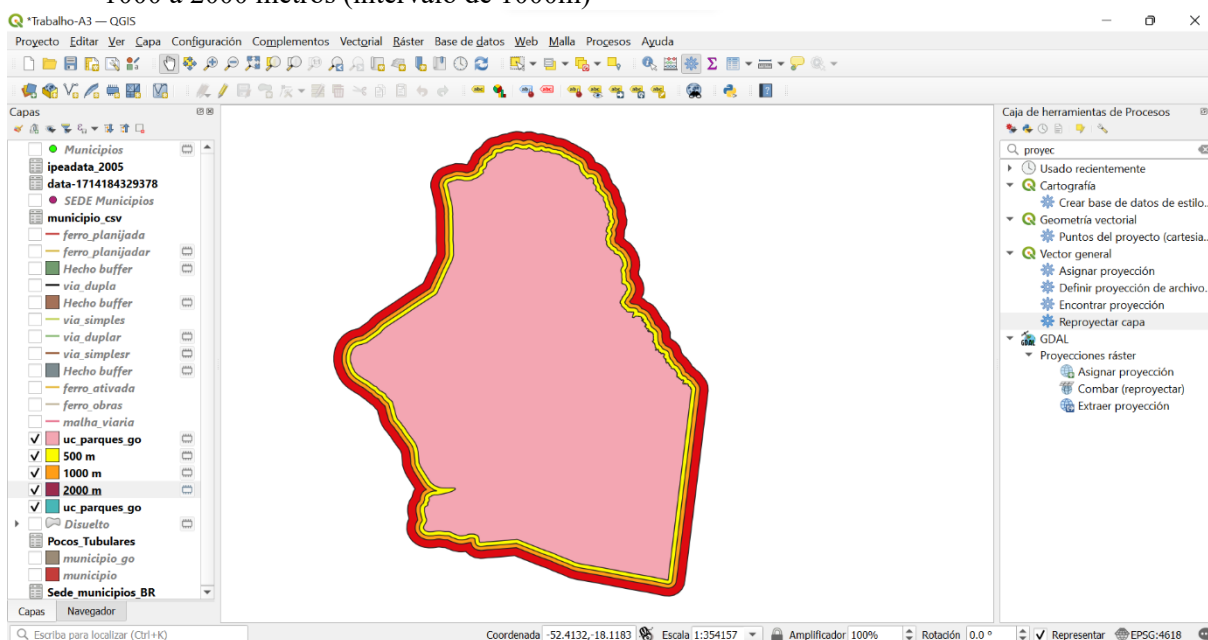 1000 a 2000 metros (intervalo de 1000m)
*Trabalho-A3 — QGIS
Proyecto Editar Ver Capa Configuración Complementos Vectorial Ráster Base de datos Web Malla Procesos Ayuda
Capas
Municipios
ipeadata_2005
data-1714184329378
SEDE Municipios
municipio_csv
ferro_planijada
ferro_planijadar
Hecho buffer
via_dupla
Hecho buffer
via_simples
via_duplar
via_simplesr
Hecho buffer
ferro_ativada
ferro_obras
malha_viaria
uc_parques_go
500 m
1000 m
2000 m
uc_parques_go
Disuelto
Pocos_Tubulares
municipio_go
municipio
Sede_municipios_BR
Capas Navegador
Caja de herramientas de Procesos
proyec
Usado recientemente
Cartografía
Crear base de datos de estilo..
Geometría vectorial
Puntos del proyecto (cartesia..
Vector general
Asignar proyección
Definir proyección de archivo.
Encontrar proyección
Reproyectar capa
GDAL
Proyecciones ráster
Asignar proyección
Combar (reproyectar)
Extraer proyección
Escriba para localizar (Ctrl+K) Coordenada -52.4132,-18.1183 Escala 1:354157 Amplificador 100% Rotación 0.0 ° Representar EPSG:4618